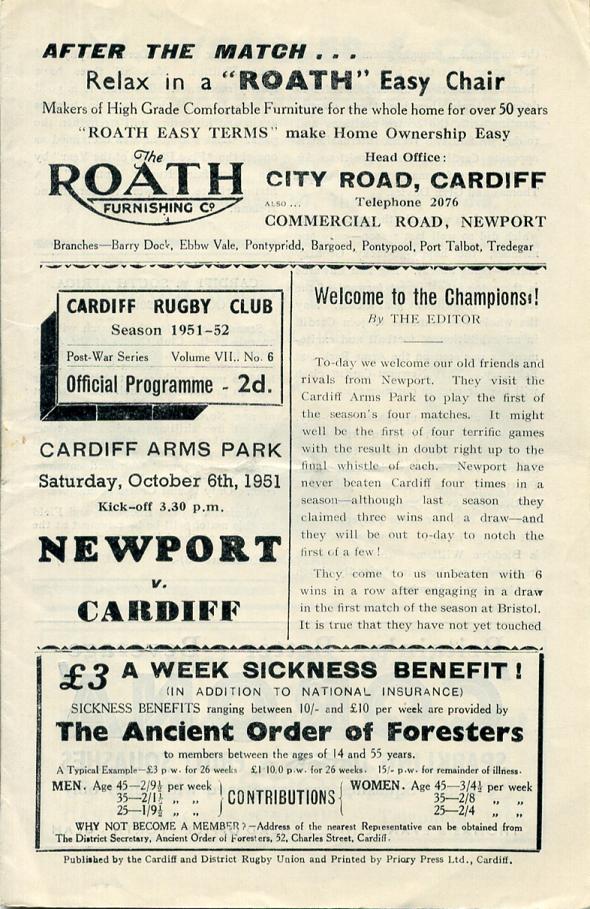 AFTER THE MATCH . . .
Relax in a "ROATH" Easy Chair
Makers of High Grade Comfortable Furniture for the whole home for over 50 years
"ROATH EASY TERMS" make Home Ownership Easy
The
ROATH
FURNISHING Co
Head Office:
CITY ROAD, CARDIFF
ALSO ... Telephone 2076
COMMERCIAL ROAD, NEWPORT
Branches—Barry Dock, Ebbw Vale, Pontypridd, Bargoed, Pontypool, Port Talbot, Tredegar
CARDIFF RUGBY CLUB
Season 1951-52
Post-War Series Volume VII.. No. 6
Official Programme - 2d.
CARDIFF ARMS PARK
Saturday, October 6th, 1951
Kick-off 3.30 p.m.
NEWPORT
v.
CARDIFF
Welcome to the Champions!!
By THE EDITOR
To-day we welcome our old friends and
rivals from Newport. They visit the
Cardiff Arms Park to play the first of
the season's four matches. It might
well be the first of four terrific games
with the result in doubt right up to the
final whistle of each. Newport have
never beaten Cardiff four times in a
season—although last season they
claimed three wins and a draw—and
they will be out to-day to notch the
first of a few!
They come to us unbeaten with 6
wins in a row after engaging in a draw
in the first match of the season at Bristol.
It is true that they have not yet touched
£3 A WEEK SICKNESS BENEFIT!
(IN ADDITION TO NATIONAL INSURANCE)
SICKNESS BENEFITS ranging between 10/- and £10 per week are provided by
The Ancient Order of Foresters
to members between the ages of 14 and 55 years.
A Typical Example—£3 p.w. for 26 weeks £1 10.0 p.w. for 26 weeks. 15/- p.w. for remainder of illness.
MEN. Age 45—2/9½ per week
35—2/1½ " "
25—1/9½ " "
CONTRIBUTIONS
WOMEN. Age 45—3/4½ per week
35—2/8 " "
25—2/4 " "
WHY NOT BECOME A MEMBER?—Address of the nearest Representative can be obtained from
The District Secretary, Ancient Order of Foresters, 52, Charles Street, Cardiff.
Published by the Cardiff and District Rugby Union and Printed by Priory Press Ltd., Cardiff.